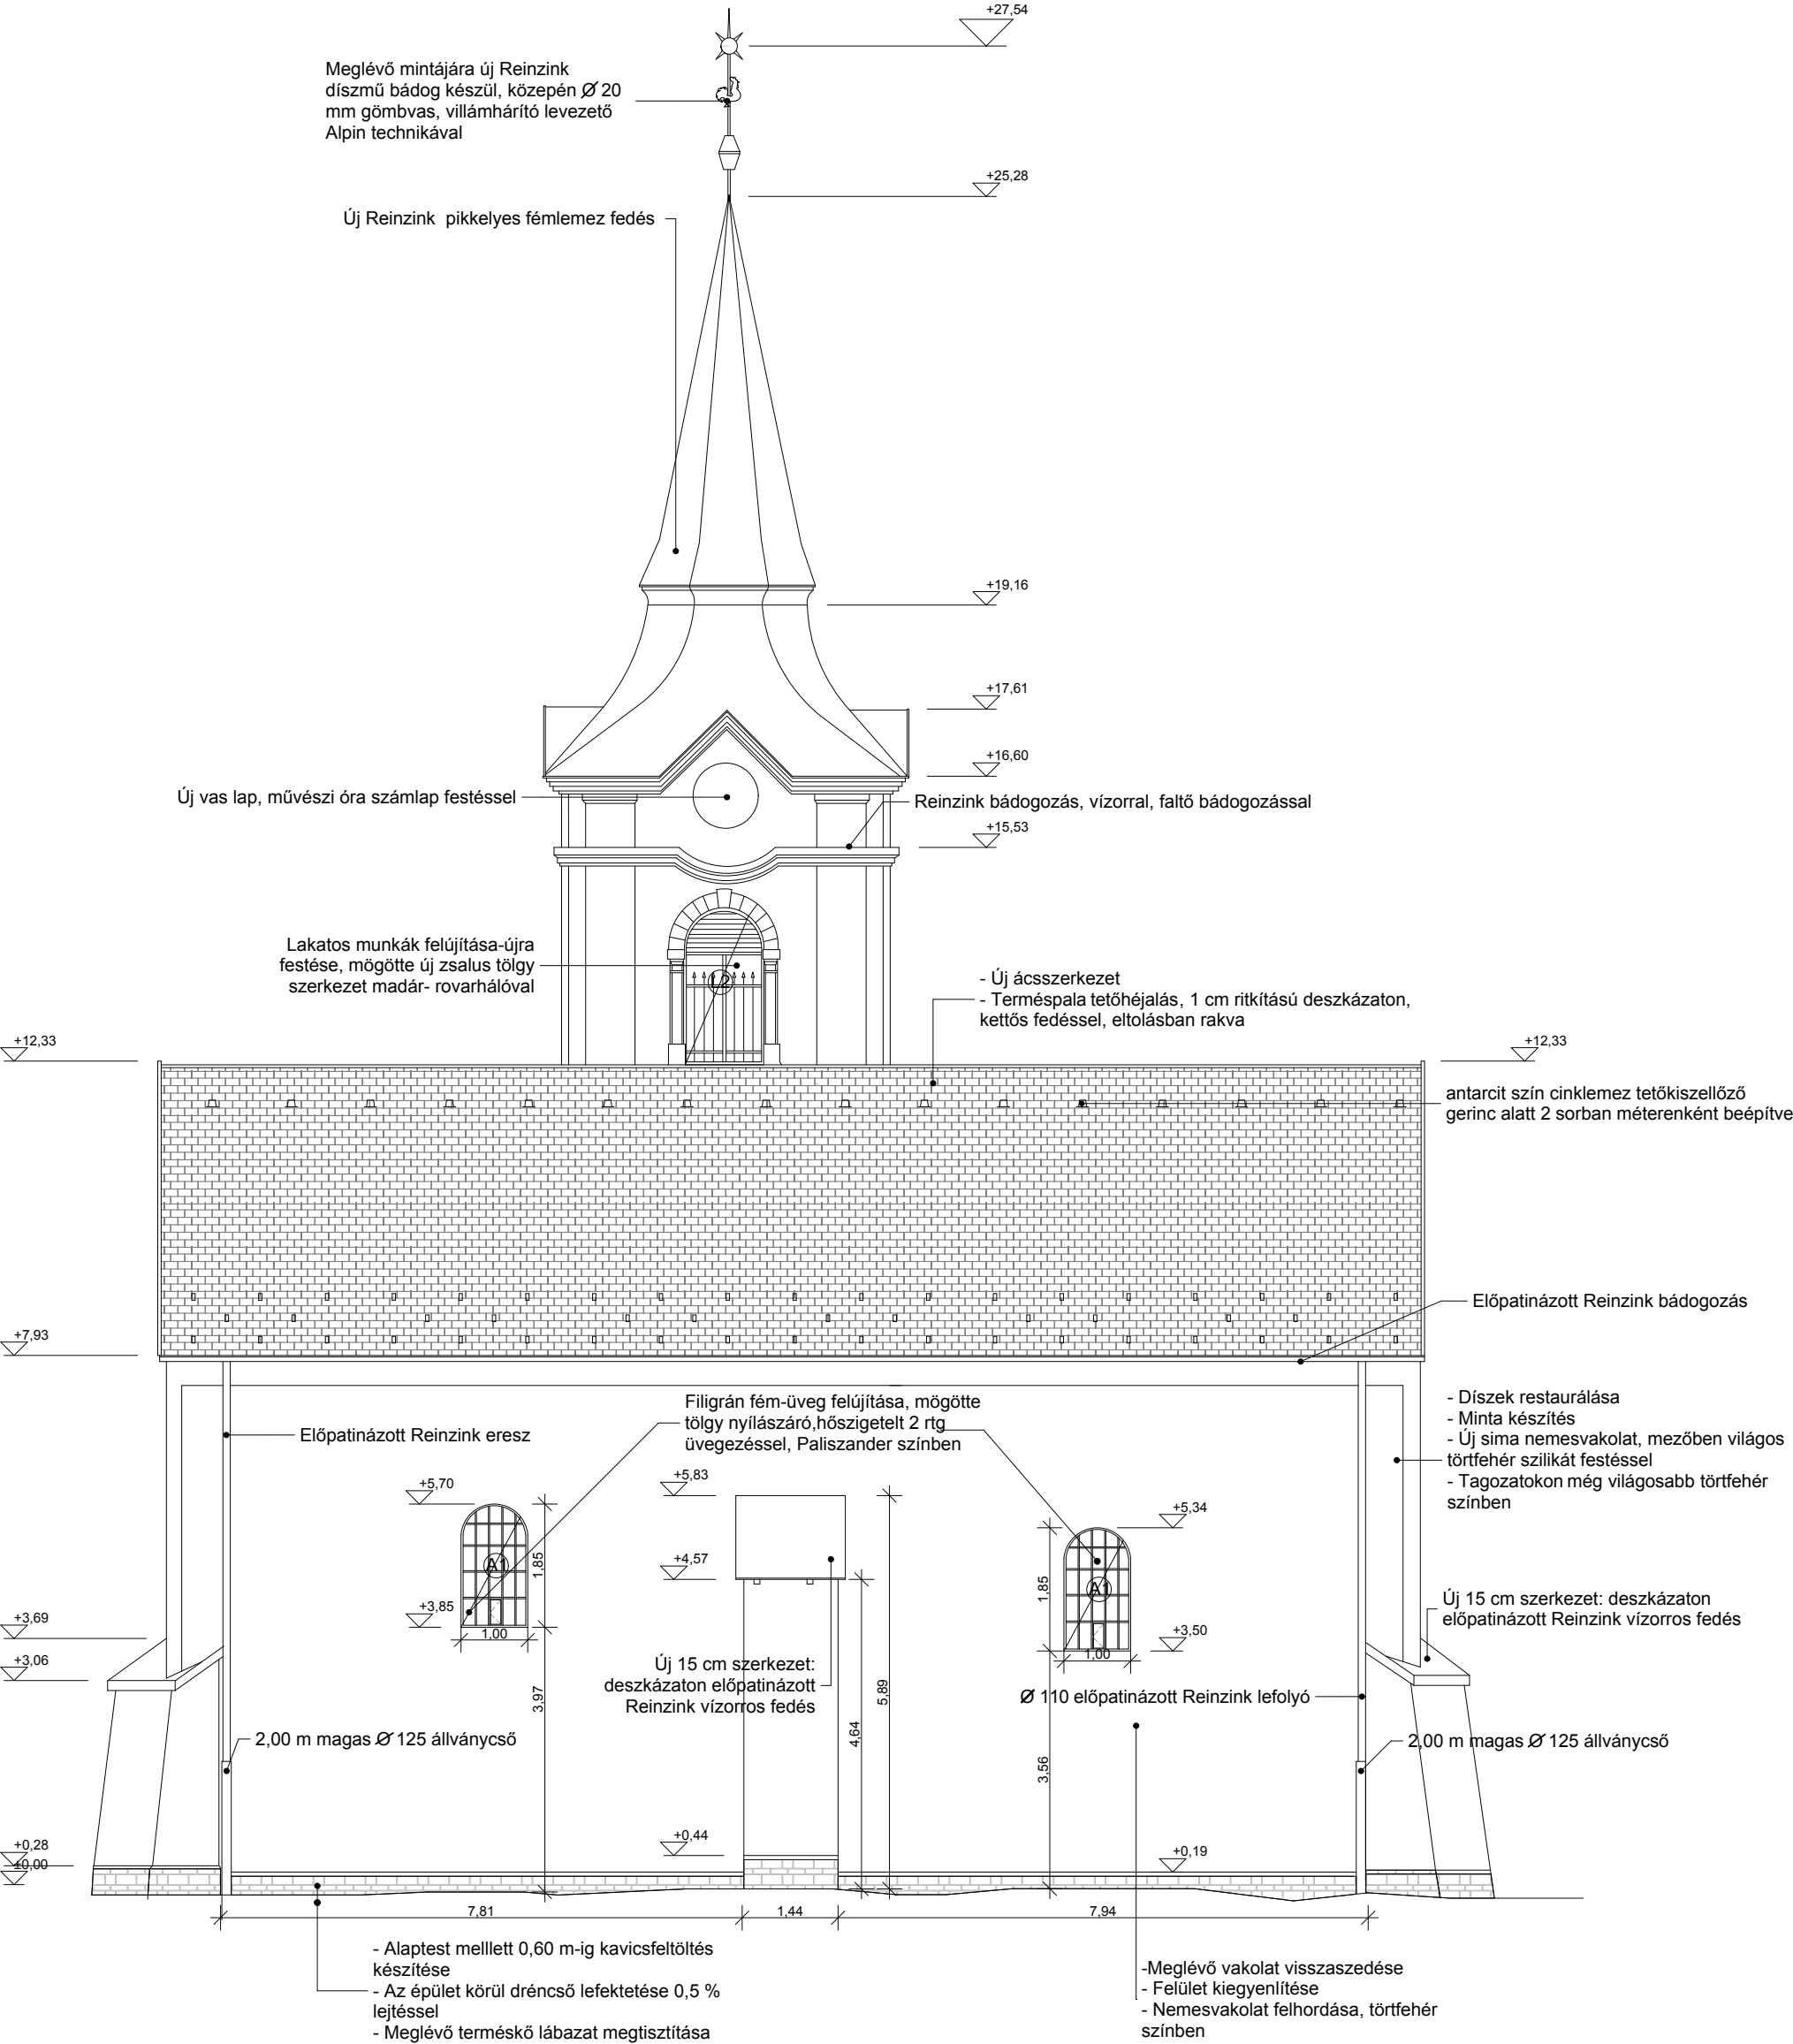 +27,54
Meglévő mintájára új Reinzink
díszmű bádog készül, közepén Ø 20
mm gömbvas, villámhárító levezető
Alpin technikával
+25,28
Új Reinzink pikkelyes fémlemez fedés
+19,16
+17,61
+16,60
Új vas lap, művészi óra számlap festéssel
Reinzink bádogozás, vízorral, faltő bádogozással
+15,53
Lakatos munkák felújítása-újra
festése, mögötte új zsalus tölgy
szerkezet madár- rovarhálóval
L2
- Új ácsszerkezet
- Terméspala tetőhéjalás, 1 cm ritkítású deszkázaton,
kettős fedéssel, eltolásban rakva
+12,33
+12,33
antarcit szín cinklemez tetőkiszellőző
gerinc alatt 2 sorban méterenként beépítve
Előpatinázott Reinzink bádogozás
+7,93
Filigrán fém-üveg felújítása, mögötte
tölgy nyílászáró,hőszigetelt 2 rtg
üvegezéssel, Paliszander színben
Előpatinázott Reinzink eresz
- Díszek restaurálása
- Minta készítés
- Új sima nemesvakolat, mezőben világos
törtfehér szilikát festéssel
- Tagozatokon még világosabb törtfehér
színben
+5,70
+5,83
+5,34
A1
1,85
+4,57
1,85
A1
+3,85
1,00
+3,50
1,00
Új 15 cm szerkezet: deszkázaton
előpatinázott Reinzink vízorros fedés
+3,69
+3,06
Új 15 cm szerkezet:
deszkázaton előpatinázott
Reinzink vízorros fedés
3,97
5,89
4,64
3,56
Ø 110 előpatinázott Reinzink lefolyó
2,00 m magas Ø 125 állványcső
2,00 m magas Ø 125 állványcső
+0,28
±0,00
+0,44
+0,19
7,81
1,44
7,94
- Alaptest melllett 0,60 m-ig kavicsfeltöltés
készítése
- Az épület körül dréncső lefektetése 0,5 %
lejtéssel
- Meglévő terméskő lábazat megtisztítása
-Meglévő vakolat visszaszedése
- Felület kiegyenlítése
- Nemesvakolat felhordása, törtfehér
színben